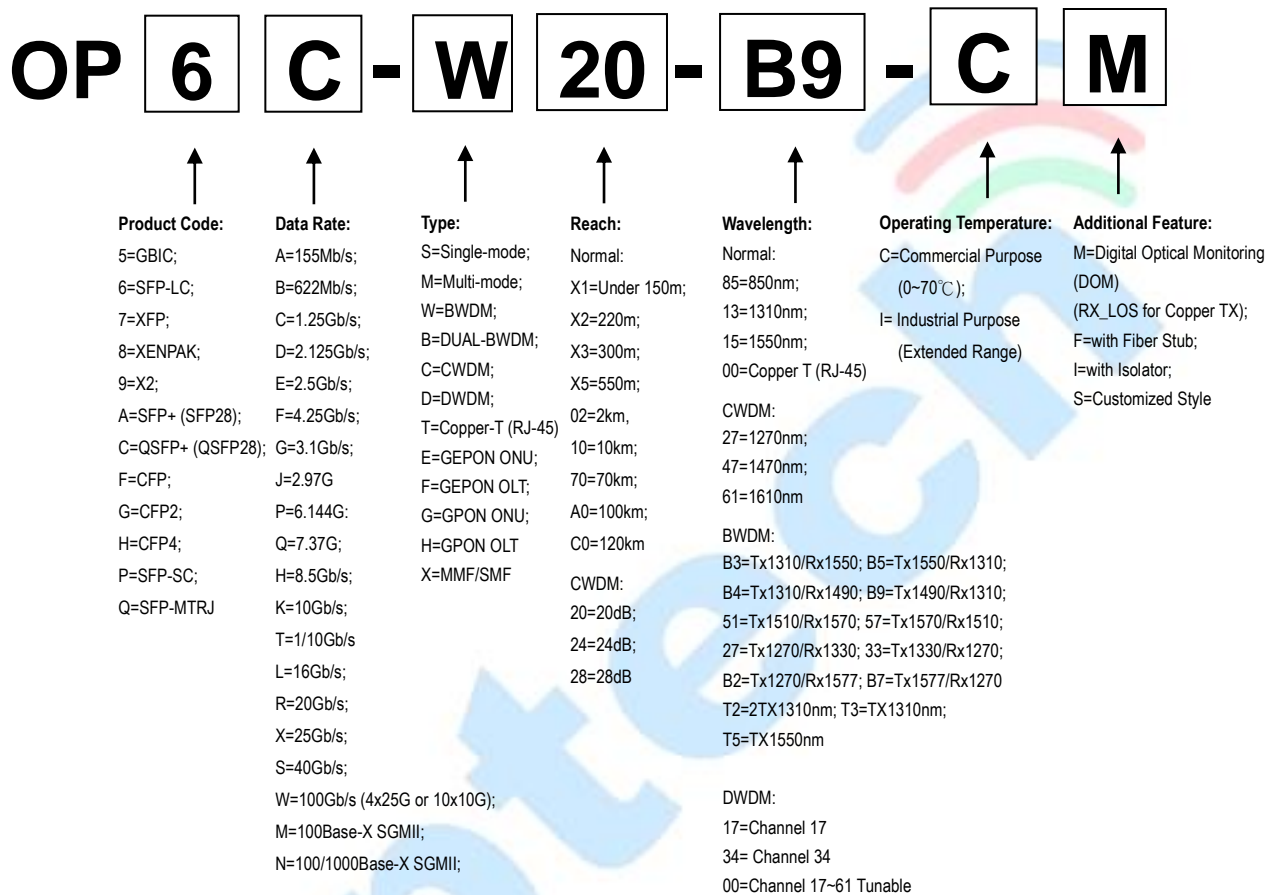 OP 6 C - W 20 - B9 - C M
Product Code:
5=GBIC;
6=SFP-LC;
7=XFP;
8=XENPAK;
9=X2;
A=SFP+ (SFP28);
C=QSFP+ (QSFP28);
F=CFP;
G=CFP2;
H=CFP4;
P=SFP-SC;
Q=SFP-MTRJ
Data Rate:
A=155Mb/s;
B=622Mb/s;
C=1.25Gb/s;
D=2.125Gb/s;
E=2.5Gb/s;
F=4.25Gb/s;
G=3.1Gb/s;
J=2.97G
P=6.144G:
Q=7.37G;
H=8.5Gb/s;
K=10Gb/s;
T=1/10Gb/s
L=16Gb/s;
R=20Gb/s;
X=25Gb/s;
S=40Gb/s;
W=100Gb/s (4x25G or 10x10G);
M=100Base-X SGMII;
N=100/1000Base-X SGMII;
Type:
S=Single-mode;
M=Multi-mode;
W=BWDM;
B=DUAL-BWDM;
C=CWDM;
D=DWDM;
T=Copper-T (RJ-45)
E=GEPON ONU;
F=GEPON OLT;
G=GPON ONU;
H=GPON OLT
X=MMF/SMF
Reach:
Normal:
X1=Under 150m;
X2=220m;
X3=300m;
X5=550m;
02=2km,
10=10km;
70=70km;
A0=100km;
C0=120km
CWDM:
20=20dB;
24=24dB;
28=28dB
Wavelength:
Normal:
85=850nm;
13=1310nm;
15=1550nm;
00=Copper T (RJ-45)
CWDM:
27=1270nm;
47=1470nm;
61=1610nm
BWDM:
B3=Tx1310/Rx1550; B5=Tx1550/Rx1310;
B4=Tx1310/Rx1490; B9=Tx1490/Rx1310;
51=Tx1510/Rx1570; 57=Tx1570/Rx1510;
27=Tx1270/Rx1330; 33=Tx1330/Rx1270;
B2=Tx1270/Rx1577; B7=Tx1577/Rx1270
T2=2TX1310nm; T3=TX1310nm;
T5=TX1550nm
DWDM:
17=Channel 17
34= Channel 34
00=Channel 17~61 Tunable
Operating Temperature:
C=Commercial Purpose
(0~70℃);
I= Industrial Purpose
(Extended Range)
Additional Feature:
M=Digital Optical Monitoring
(DOM)
(RX_LOS for Copper TX);
F=with Fiber Stub;
I=with Isolator;
S=Customized Style